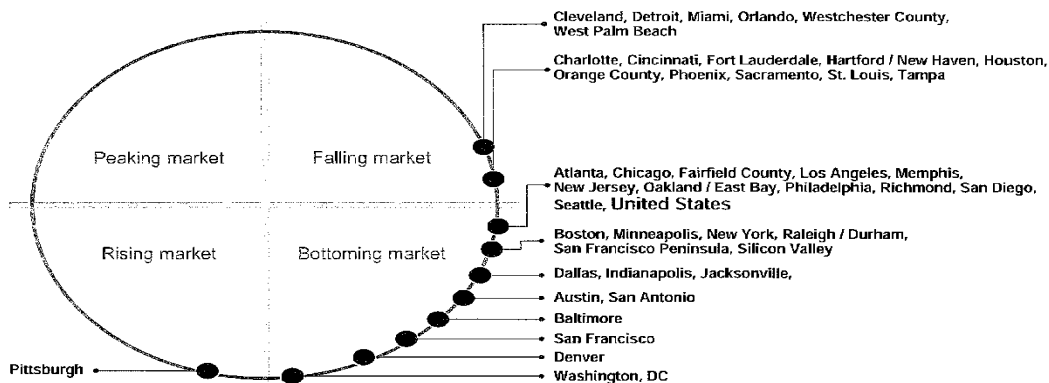 Cleveland, Detroit, Miami, Orlando, Westchester County,
West Palm Beach
Charlotte, Cincinnati, Fort Lauderdale, Hartford / New Haven, Houston,
Orange County, Phoenix, Sacramento, St. Louis, Tampa
Peaking market
Falling market
Atlanta, Chicago, Fairfield County, Los Angeles, Memphis,
New Jersey, Oakland / East Bay, Philadelphia, Richmond, San Diego,
Seattle, United States
Rising market
Bottoming market
Boston, Minneapolis, New York, Raleigh / Durham,
San Francisco Peninsula, Silicon Valley
Dallas, Indianapolis, Jacksonville,
Austin, San Antonio
Baltimore
San Francisco
Denver
Pittsburgh
Washington, DC